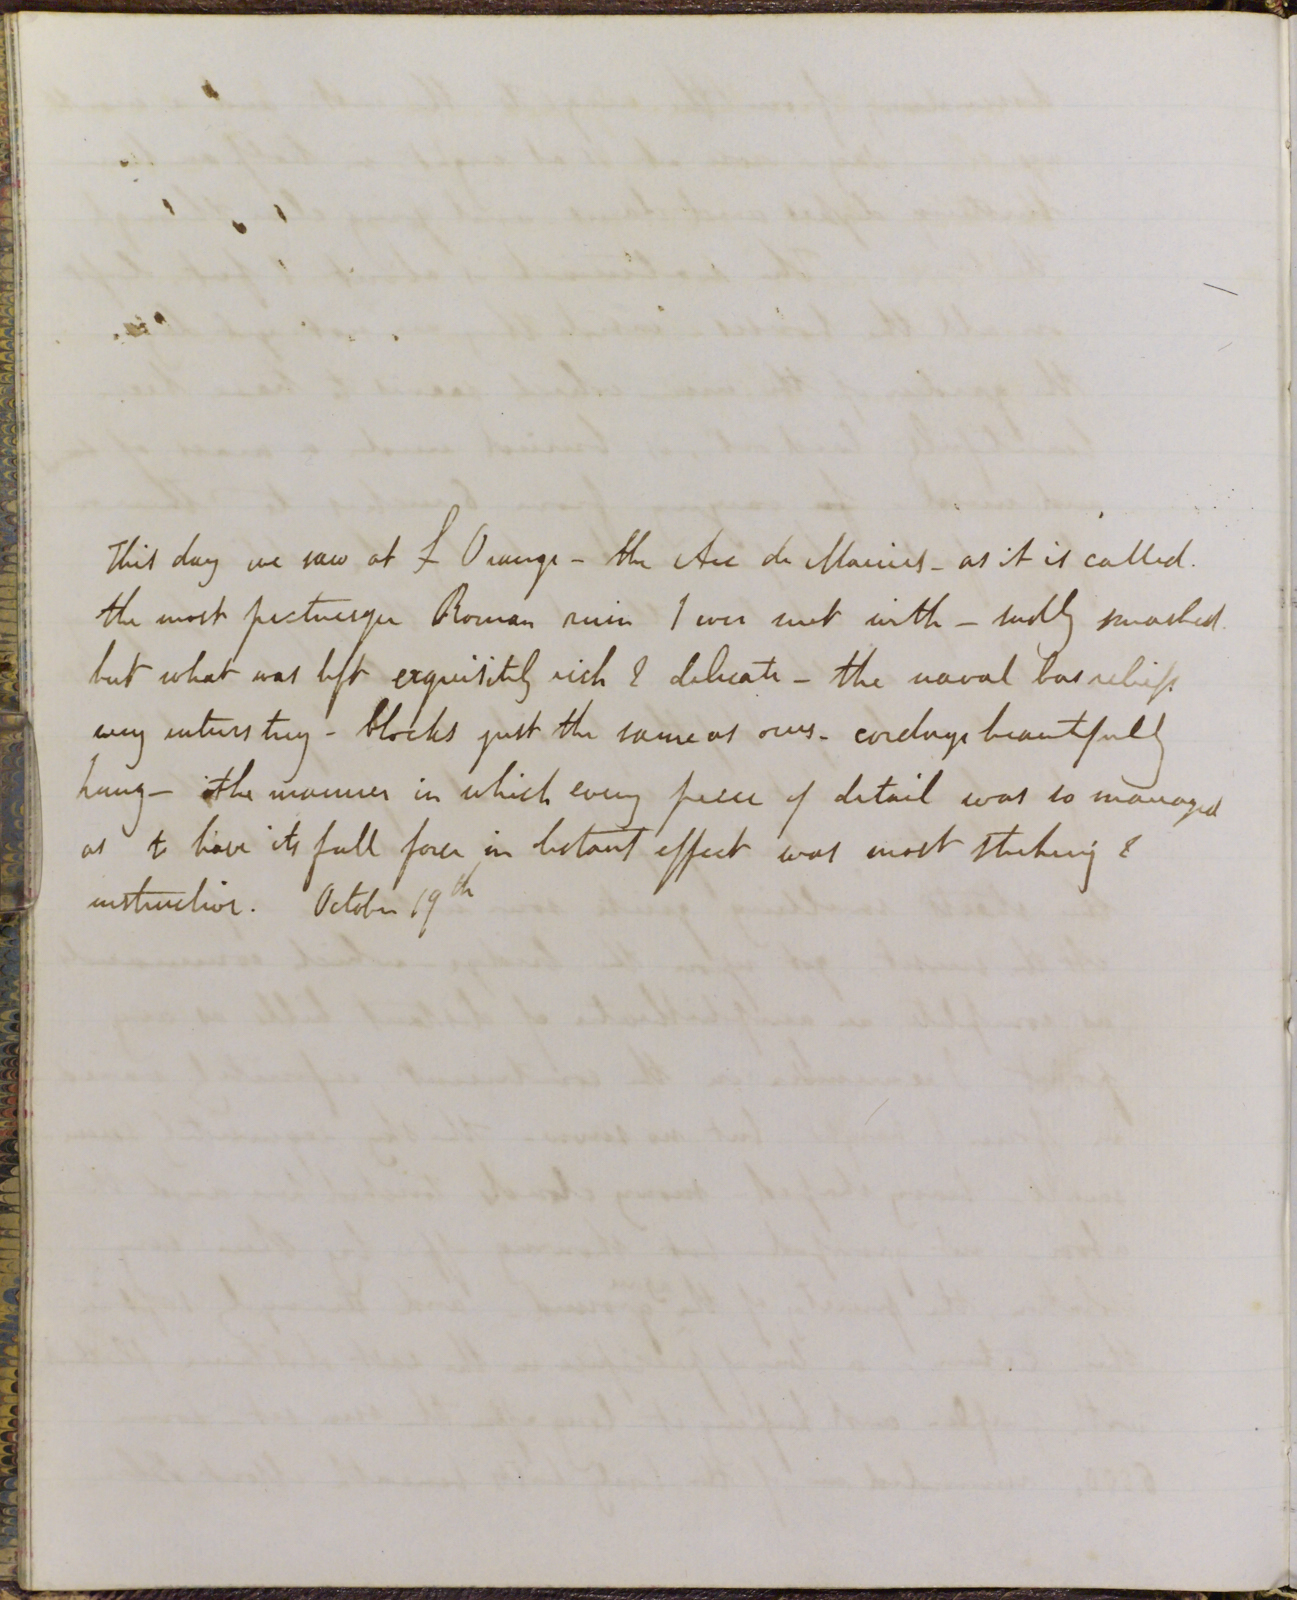 This day we saw at Orange - the Arc de Marius - as it is called.
the most picturesque Roman ruin I ever met with - sadly smashed.
but what was left exquisitely rich & delicate - the naval bas reliefs
very interesting - blocks just the same as ours - cordage beautifully
hung - the manner in which every piece of detail was so managed
as to have its full force in distant effect was most striking &
instructive. October 19th